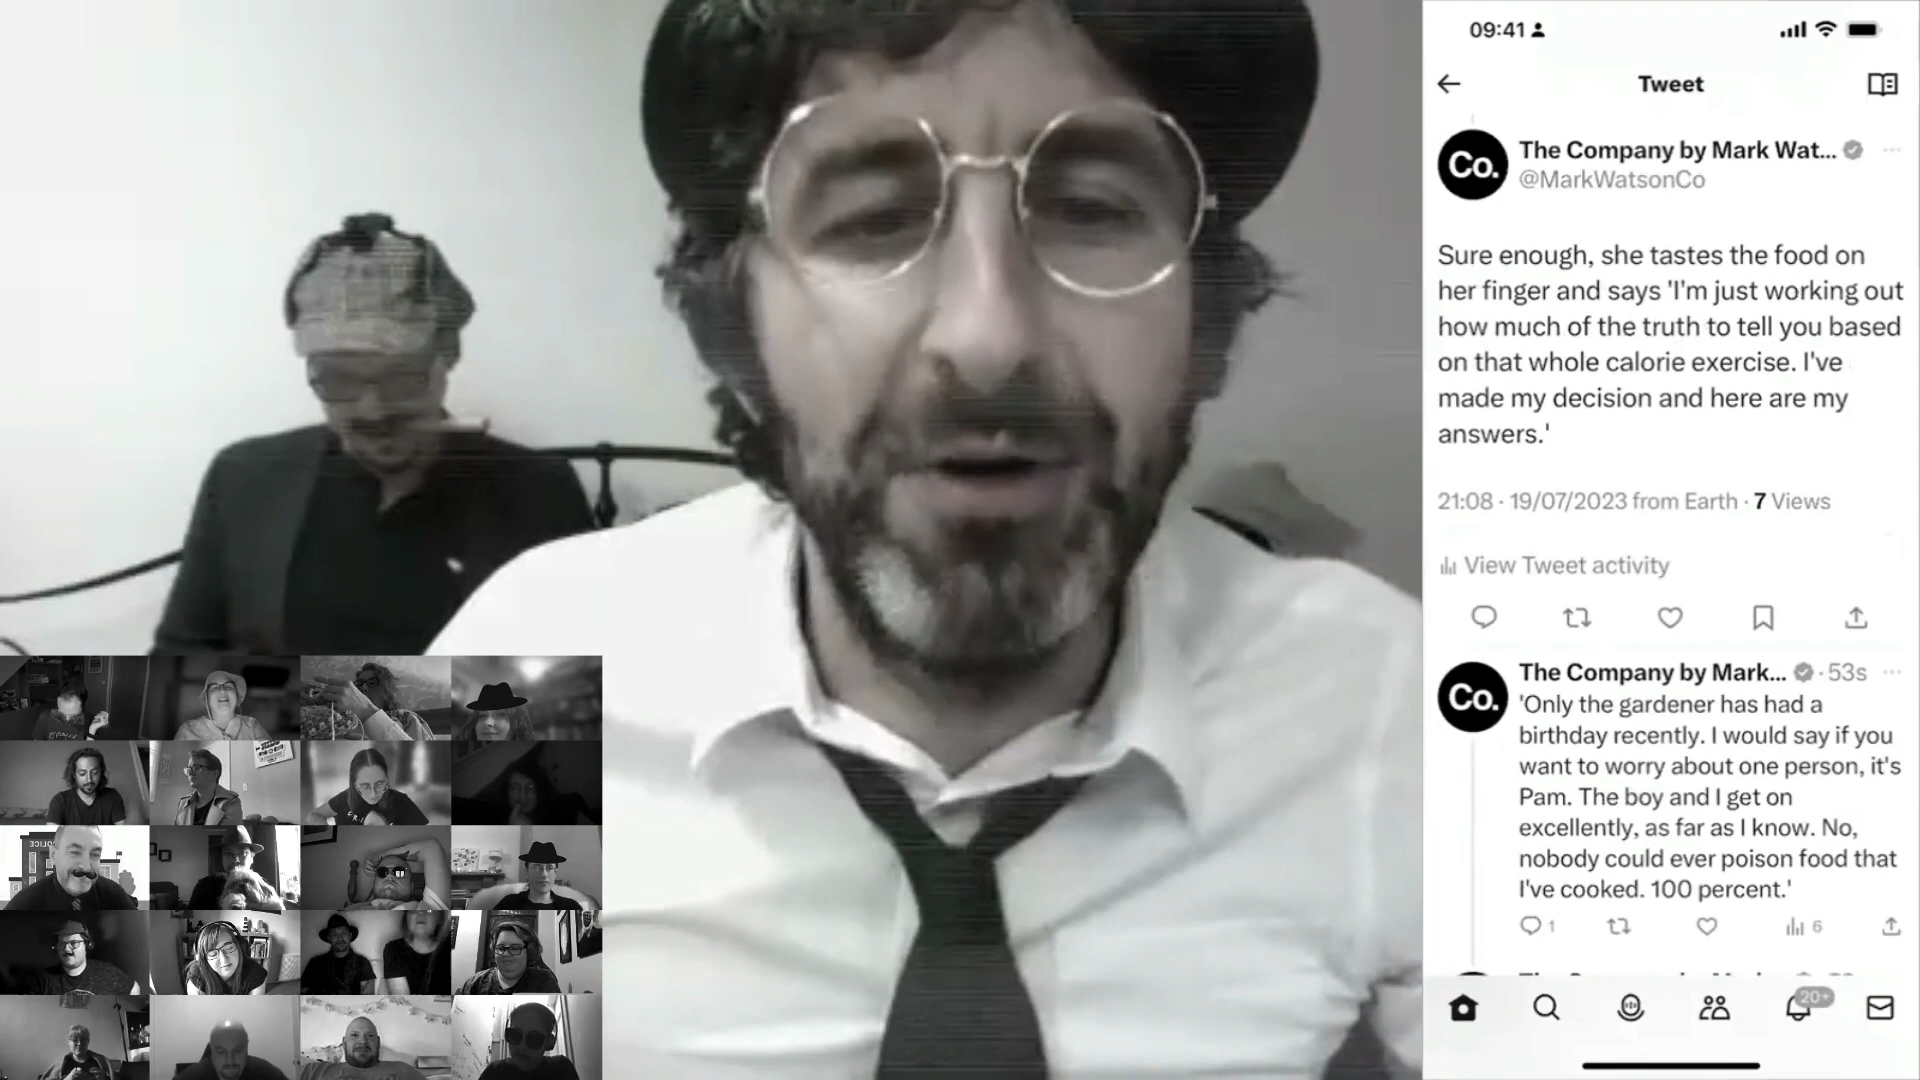 09:41
Tweet
Co.
The Company by Mark Wat...
@MarkWatsonCo
Sure enough, she tastes the food on
her finger and says 'I'm just working out
how much of the truth to tell you based
on that whole calorie exercise. I've
made my decision and here are my
answers.'
21:08 · 19/07/2023 from Earth · 7 Views
View Tweet activity
Co.
The Company by Mark... · 53s
'Only the gardener has had a
birthday recently. I would say if you
want to worry about one person, it's
Pam. The boy and I get on
excellently, as far as I know. No,
nobody could ever poison food that
I've cooked. 100 percent.'
1
6
20+